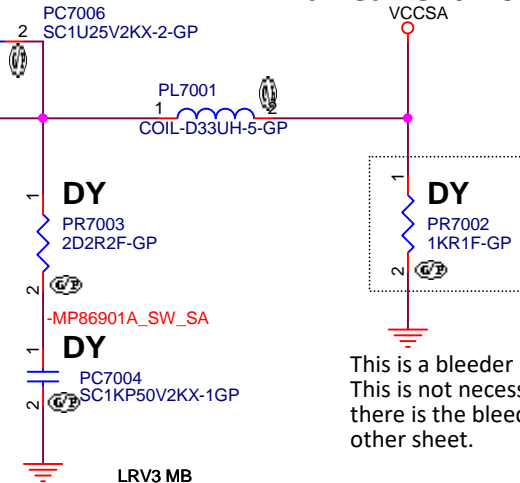 PC7006
SC1U25V2KX-2-GP
2
G/P
VCCSA
PL7001
1
2
COIL-D33UH-5-GP
1
DY
PR7003
2D2R2F-GP
2
G/P
1
DY
PR7002
1KR1F-GP
2
G/P
-MP86901A_SW_SA
1
DY
PC7004
SC1KP50V2KX-1GP
2
G/P
This is a bleeder
This is not
there is the
other sheet.
LRV3 MB